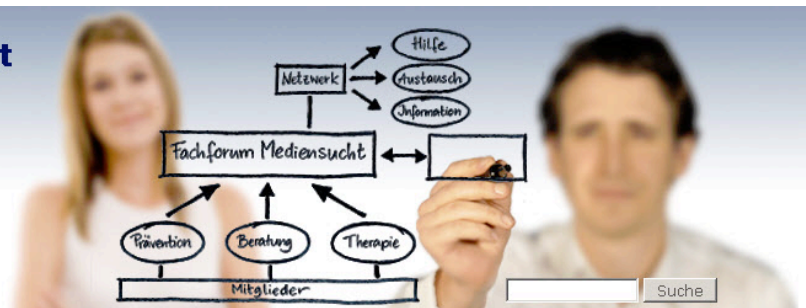 t
Hilfe
Netzwerk
Austausch
Information
Fachforum Mediensucht
Prävention
Beratung
Therapie
Mitglieder
Suche